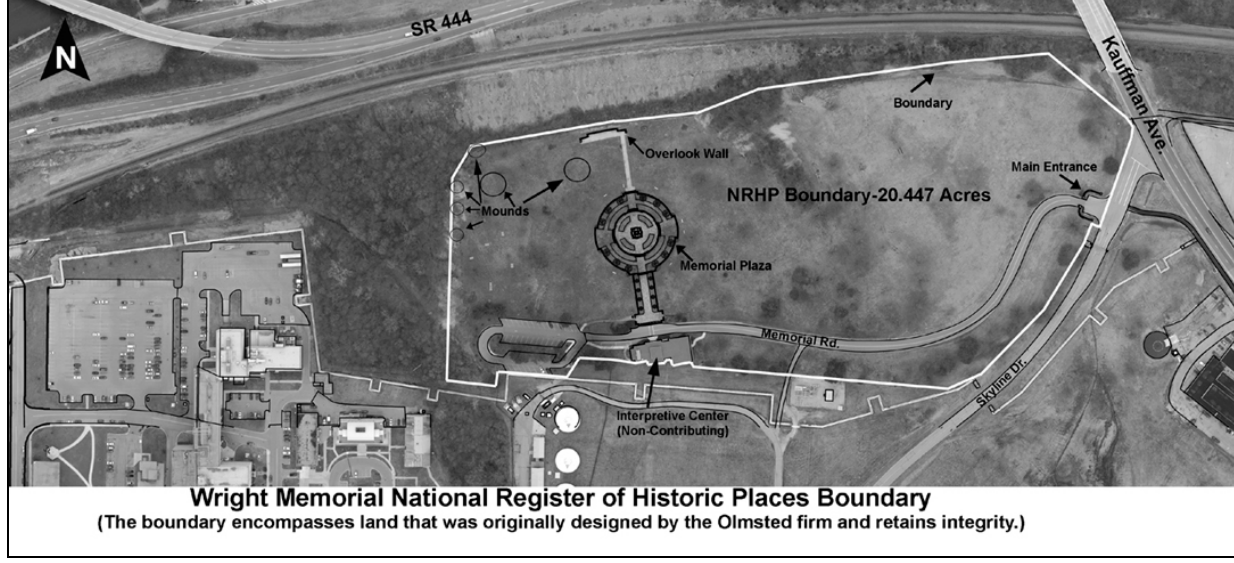 SR 444
N
Kauffman Ave.
Boundary
Overlook Wall
Main Entrance
NRHP Boundary-20.447 Acres
Mounds
Memorial Plaza
Memorial Rd.
Skyline Dr.
Interpretive Center
(Non-Contributing)
Wright Memorial National Register of Historic Places Boundary
(The boundary encompasses land that was originally designed by the Olmsted firm and retains integrity.)